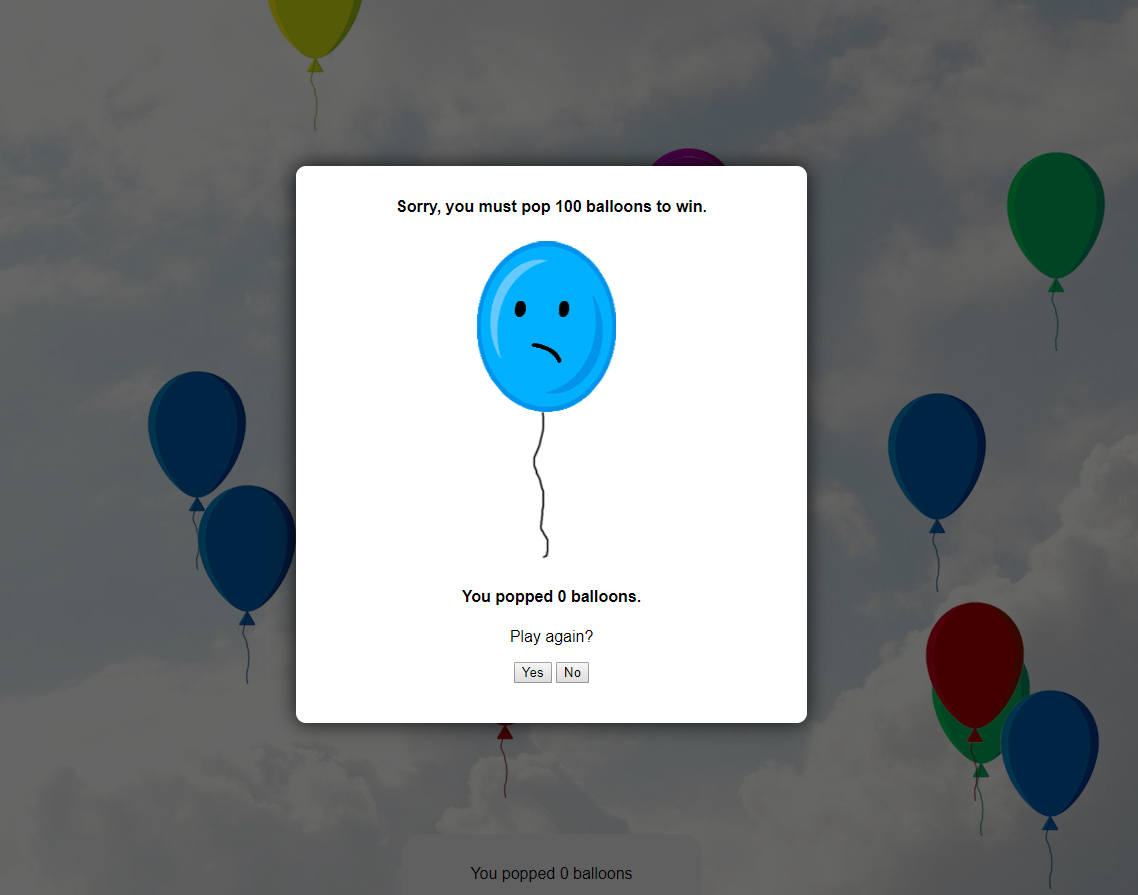 Sorry, you must pop 100 balloons to win.
You popped 0 balloons.
Play again?
Yes No
You popped 0 balloons